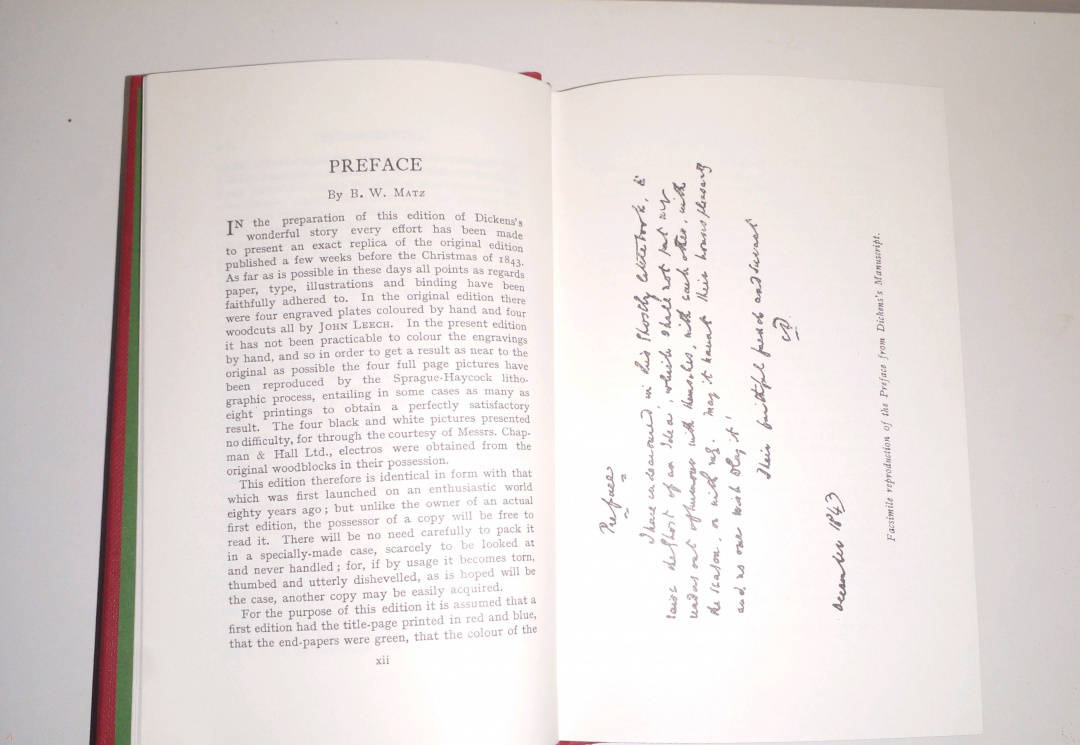 PREFACE
By B. W. MATZ
IN the preparation of this edition of Dickens's
wonderful story every effort has been made
to present an exact replica of the original edition
published a few weeks before the Christmas of 1843.
As far as is possible in these days all points as regards
paper, type, illustrations and binding have been
faithfully adhered to. In the original edition there
were four engraved plates coloured by hand and four
woodcuts all by JOHN LEECH. In the present edition
it has not been practicable to colour the engravings
by hand, and so in order to get a result as near to the
original as possible the four full page pictures have
been reproduced by the Sprague-Haycock litho-
graphic process, entailing in some cases as many as
eight printings to obtain a perfectly satisfactory
result. The four black and white pictures presented
no difficulty, for through the courtesy of Messrs. Chap-
man & Hall Ltd., electros were obtained from the
original woodblocks in their possession.
This edition therefore is identical in form with that
which was first launched on an enthusiastic world
eighty years ago; but unlike the owner of an actual
first edition, the possessor of a copy will be free to
read it. There will be no need carefully to pack it
in a specially-made case, scarcely to be looked at
and never handled; for, if by usage it becomes torn,
thumbed and utterly dishevelled, as is hoped will be
the case, another copy may be easily acquired.
For the purpose of this edition it is assumed that a
first edition had the title-page printed in red and blue,
that the end-papers were green, that the colour of the
xii
Preface
I have endeavoured in this Ghostly little book, to
raise the Ghost of an Idea, which shall not put my
readers out of humour with themselves, with each other, with
the season, or with me. May it haunt their homes pleasantly
and no one wish to lay it!
Their faithful friend and servant
CD.
December 1843
Facsimile reproduction of the Preface from Dickens's Manuscript.